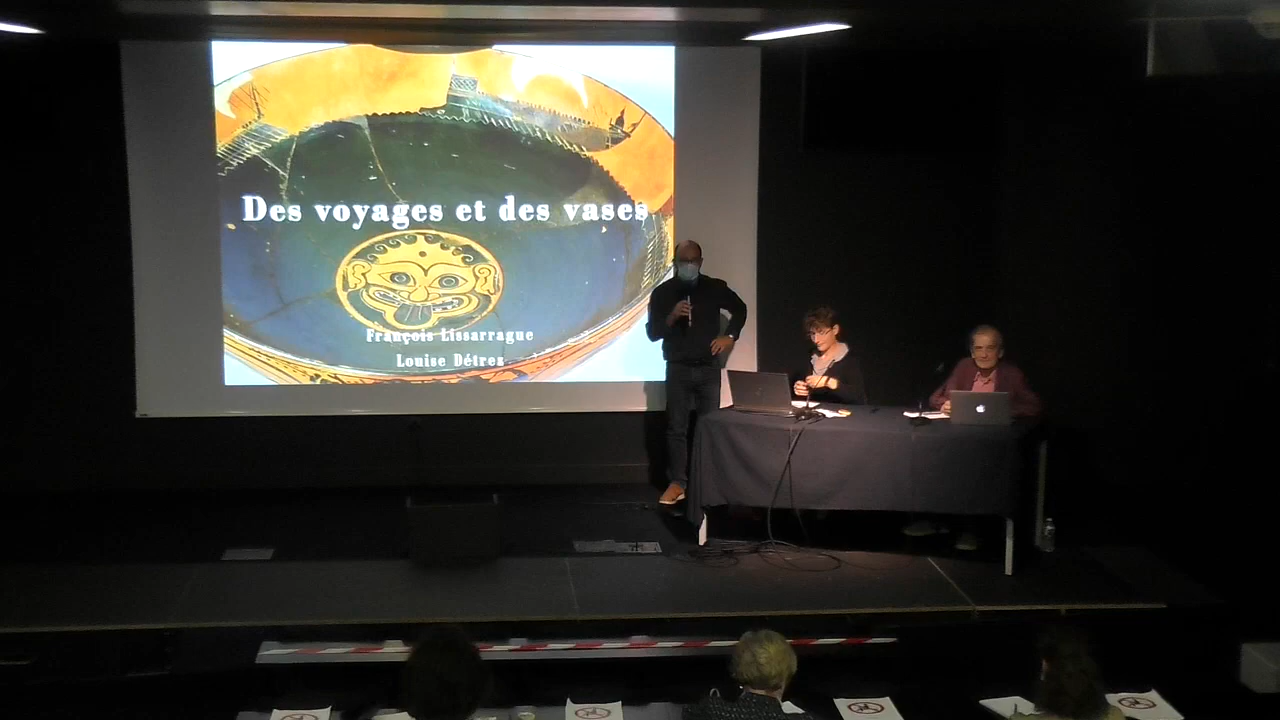 Des voyages et des vases
François Lissarrague
Louise Détrez